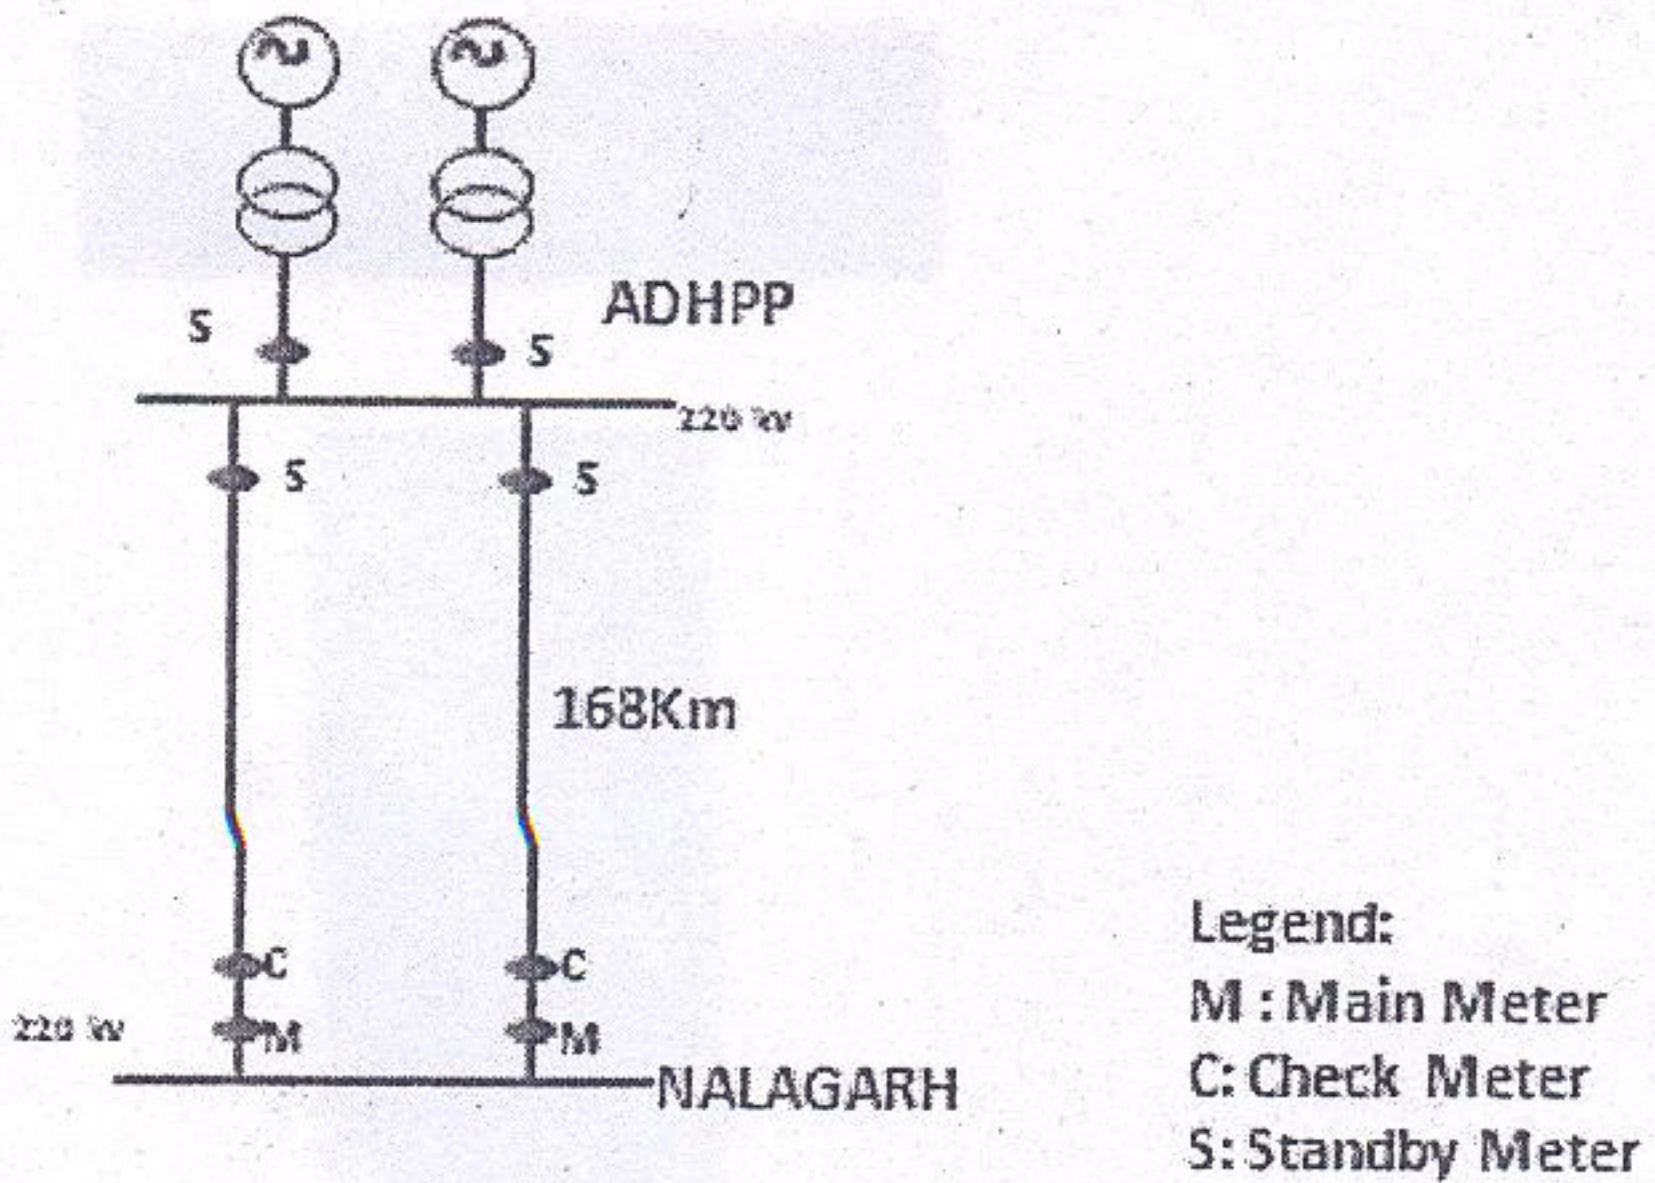 S
ADHPP
S
220 kV
S
S
168Km
C
C
220 kV
M
M
NALAGARH
Legend:
M : Main Meter
C: Check Meter
S: Standby Meter